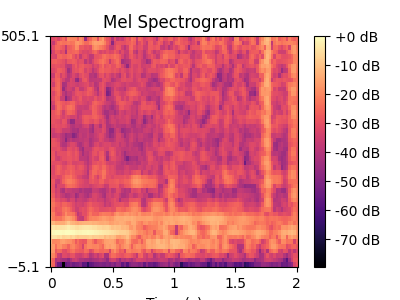 Mel Spectrogram
505.1
−5.1
0
0.5
1
1.5
2
+0 dB
-10 dB
-20 dB
-30 dB
-40 dB
-50 dB
-60 dB
-70 dB